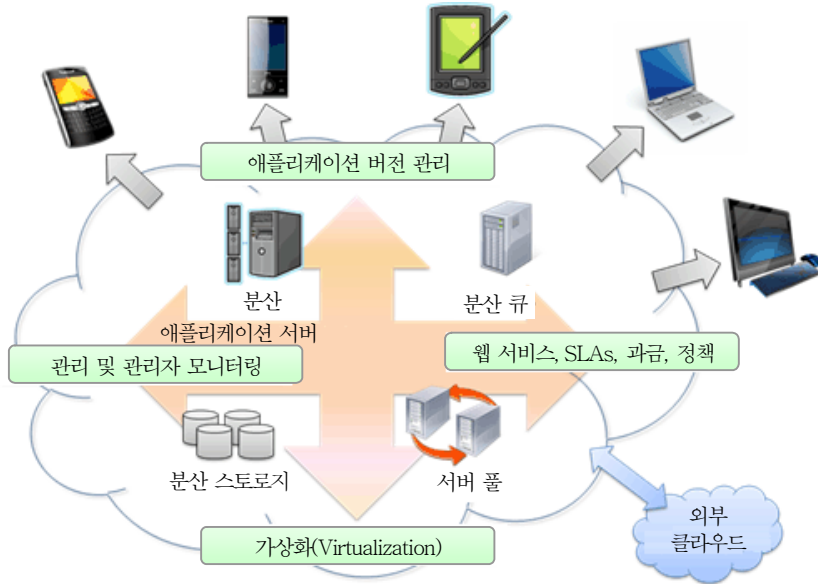 애플리케이션 버전 관리
분산
애플리케이션 서버
분산 큐
관리 및 관리자 모니터링
웹 서비스, SLAs, 과금, 정책
분산 스토로지
서버 풀
가상화(Virtualization)
외부
클라우드